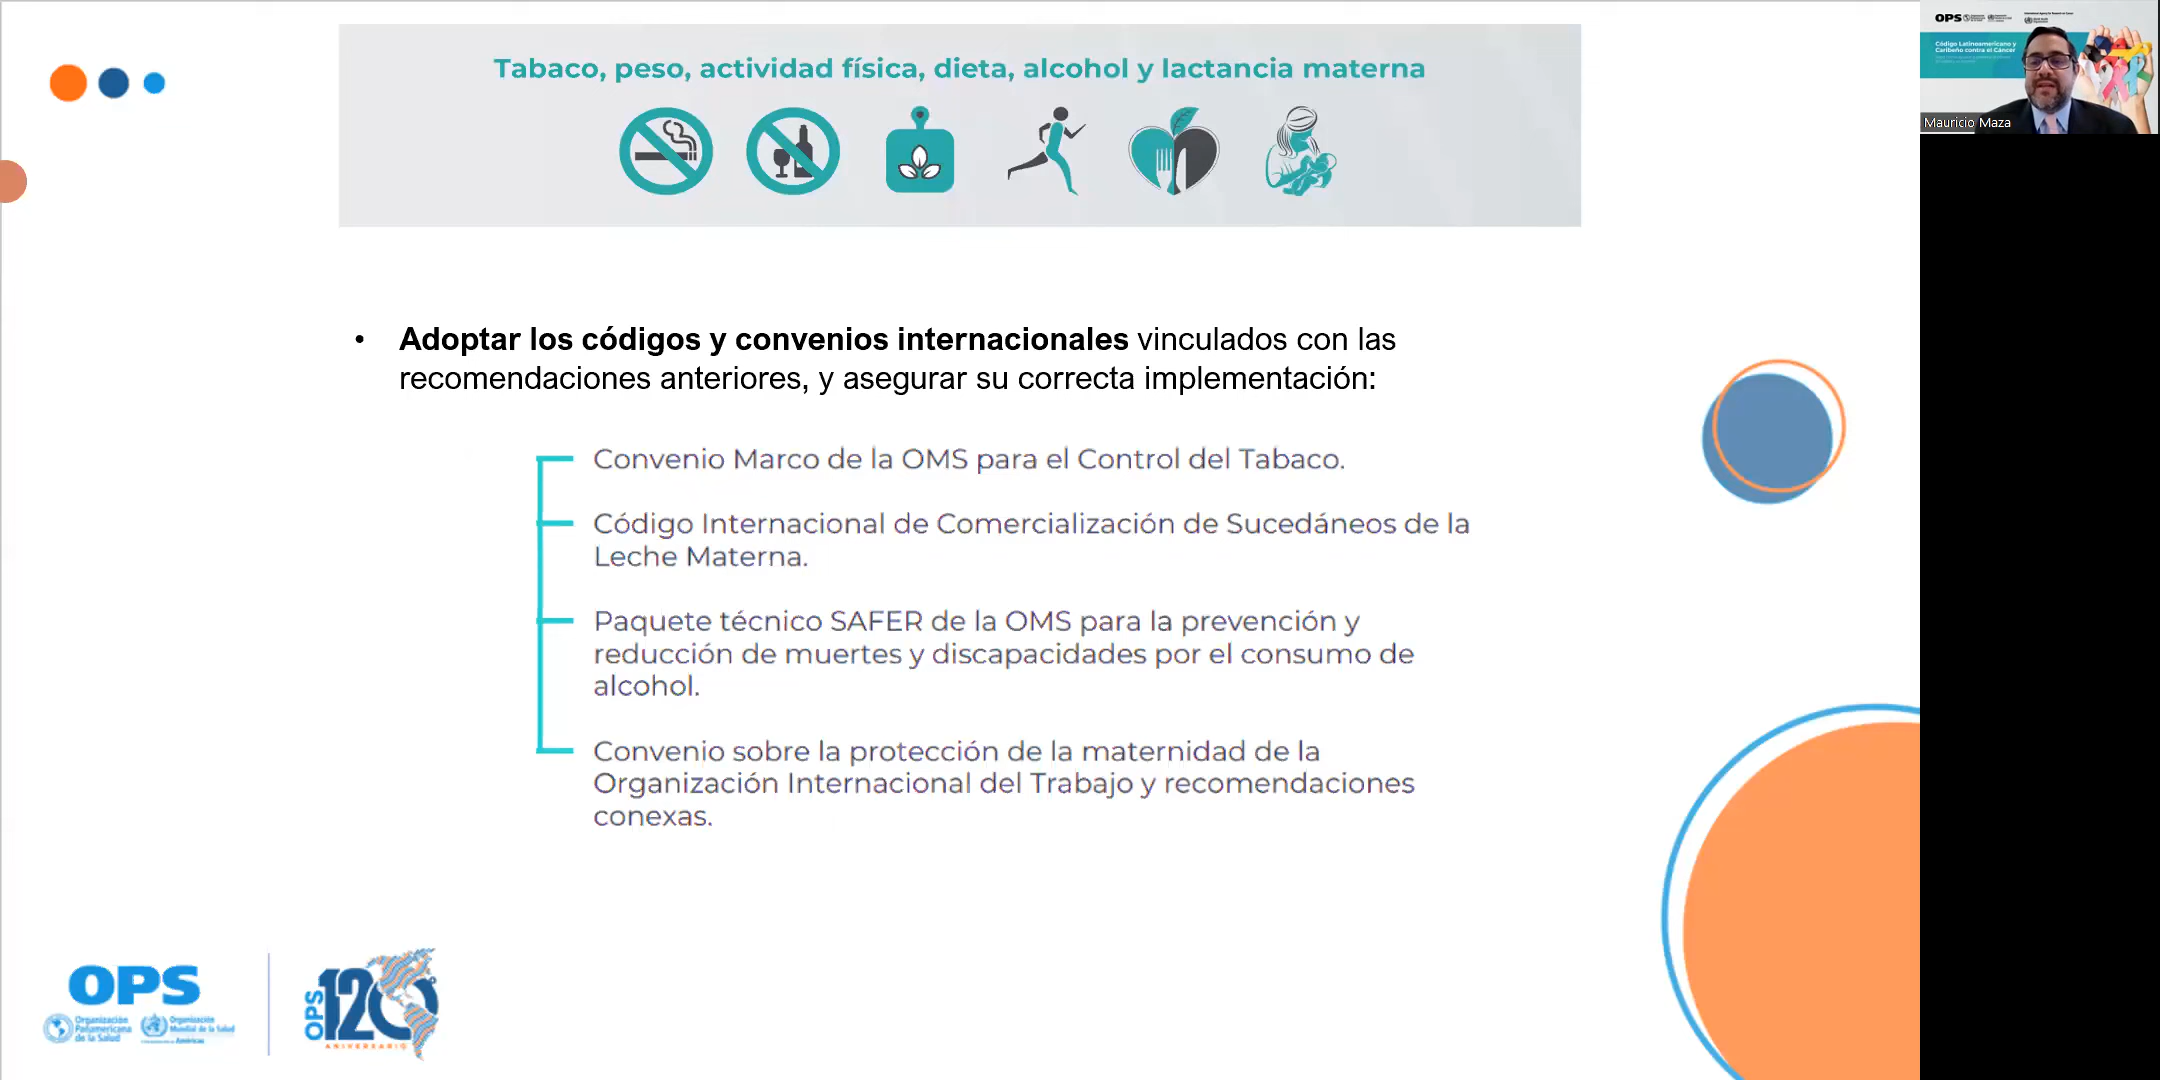 Tabaco, peso, actividad física, dieta, alcohol y lactancia materna
• Adoptar los códigos y convenios internacionales vinculados con las
recomendaciones anteriores, y asegurar su correcta implementación:
Convenio Marco de la OMS para el Control del Tabaco.
Código Internacional de Comercialización de Sucedáneos de la
Leche Materna.
Paquete técnico SAFER de la OMS para la prevención y
reducción de muertes y discapacidades por el consumo de
alcohol.
Convenio sobre la protección de la maternidad de la
Organización Internacional del Trabajo y recomendaciones
conexas.
OPS
Organización
Panamericana
de la Salud
Organización
Mundial de la Salud
Américas
OPS
120
ANIVERSARIO
OPS
Código Latinoamericano y
Caribeño contra el Cáncer
Mauricio Maza